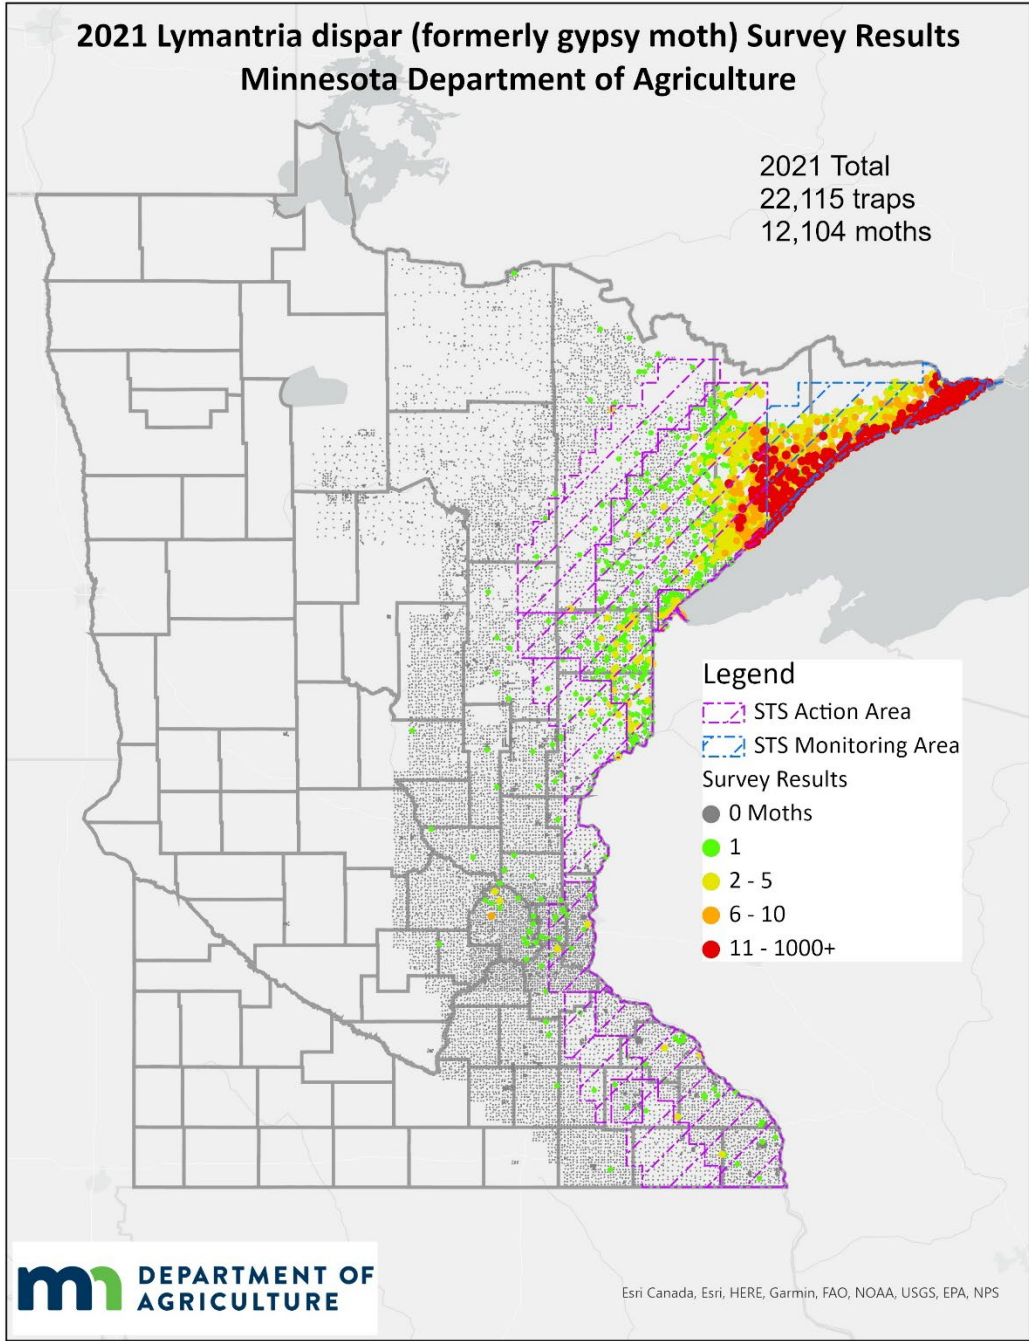 2021 Lymantria dispar (formerly gypsy moth) Survey Results
Minnesota Department of Agriculture
2021 Total
22,115 traps
12,104 moths
Legend
STS Action Area
STS Monitoring Area
Survey Results
0 Moths
1
2 - 5
6 - 10
11 - 1000+
mn DEPARTMENT OF
AGRICULTURE
Esri Canada, Esri, HERE, Garmin, FAO, NOAA, USGS, EPA, NPS